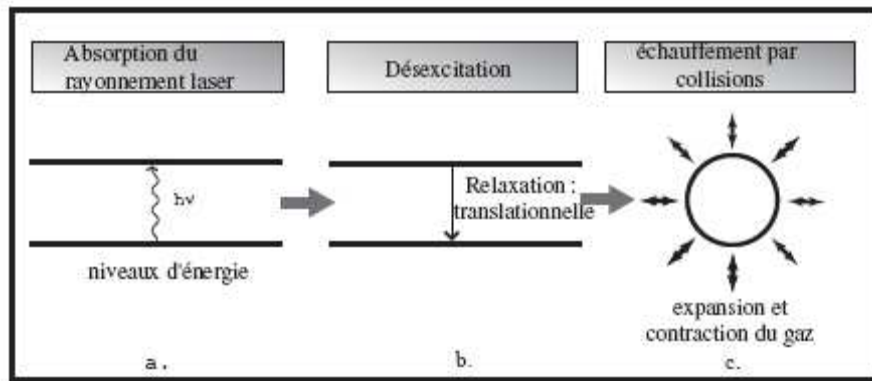 Absorption du
rayonnement laser
Désexcitation
échauffement par
collisions
hν
Relaxation :
translationnelle
niveaux d'énergie
expansion et
contraction du gaz
a.
b.
c.